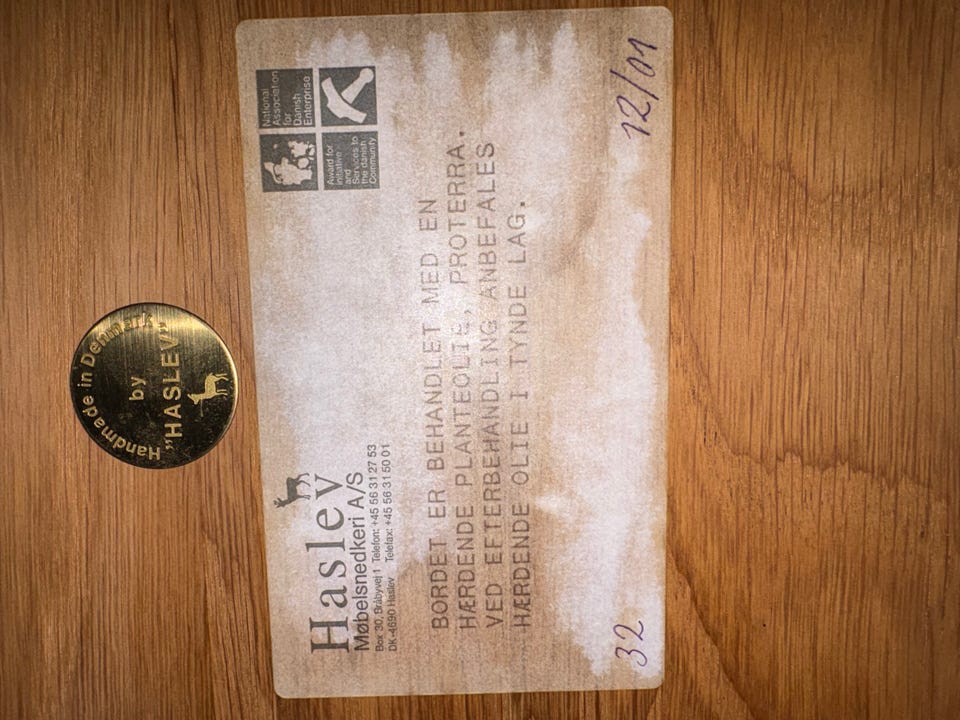 Handmade in Denmark
by
"HASLEV"
Haslev
Møbelsnedkeri A/S
Box 30, Bråbyvej 1 Telefon: +45 56 31 27 53
DK-4690 Haslev Telefax: +45 56 31 50 01
National
Association
for
Danish
Enterprise
Award for
Initiative
and
Services to
the danish
Community
BORDET ER BEHANDLET MED EN
HÆRDENDE PLANTEOLIE, PROTERRA.
VED EFTERBEHANDLING ANBEFALES
HÆRDENDE OLIE I TYNDE LAG.
32 12/01